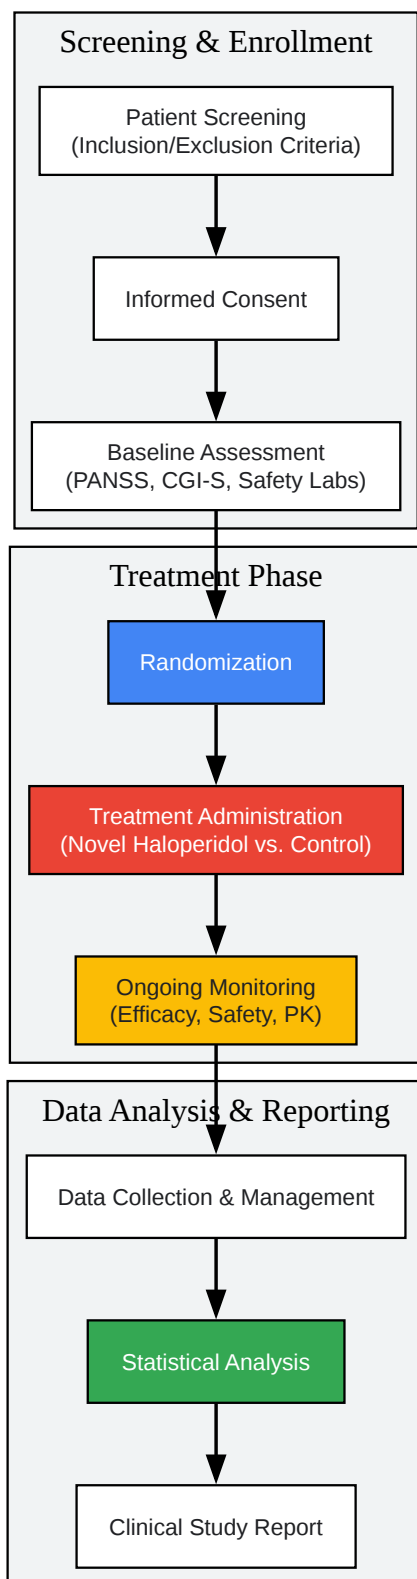 Screening & Enrollment
Patient Screening
(Inclusion/Exclusion Criteria)
Informed Consent
Baseline Assessment
(PANSS, CGI-S, Safety Labs)
Treatment Phase
Randomization
Treatment Administration
(Novel Haloperidol vs. Control)
Ongoing Monitoring
(Efficacy, Safety, PK)
Data Analysis & Reporting
Data Collection & Management
Statistical Analysis
Clinical Study Report